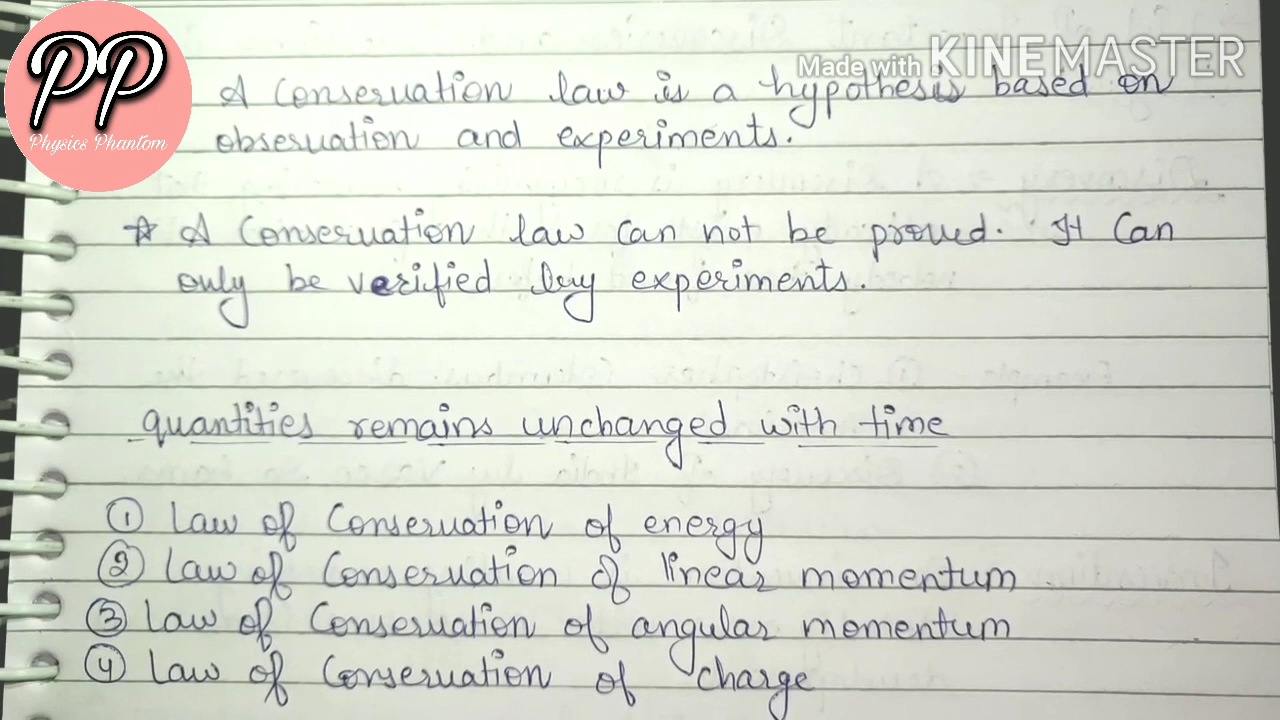 PP
Physics Phantom
Made with KINEMASTER
A Conservation law is a hypothesis based on
observation and experiments.
☆ A Conservation law can not be proved. It Can
only be verified by experiments.
quantities remains unchanged with time
① Law of Conservation of energy
② Law of Conservation of linear momentum
③ Law of Conservation of angular momentum
④ Law of Conservation of charge